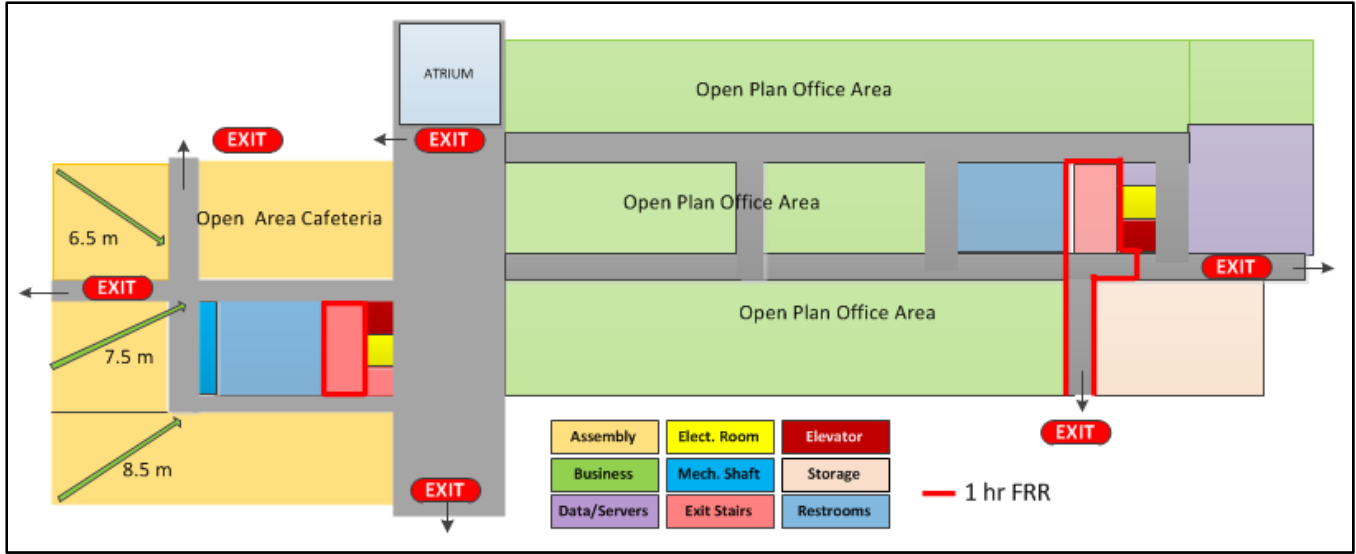 ATRIUM
Open Plan Office Area
EXIT
EXIT
Open Area Cafeteria
Open Plan Office Area
6.5 m
EXIT
EXIT
7.5 m
Open Plan Office Area
8.5 m
EXIT
EXIT
Assembly
Elect. Room
Elevator
Business
Mech. Shaft
Storage
Data/Servers
Exit Stairs
Restrooms
1 hr FRR